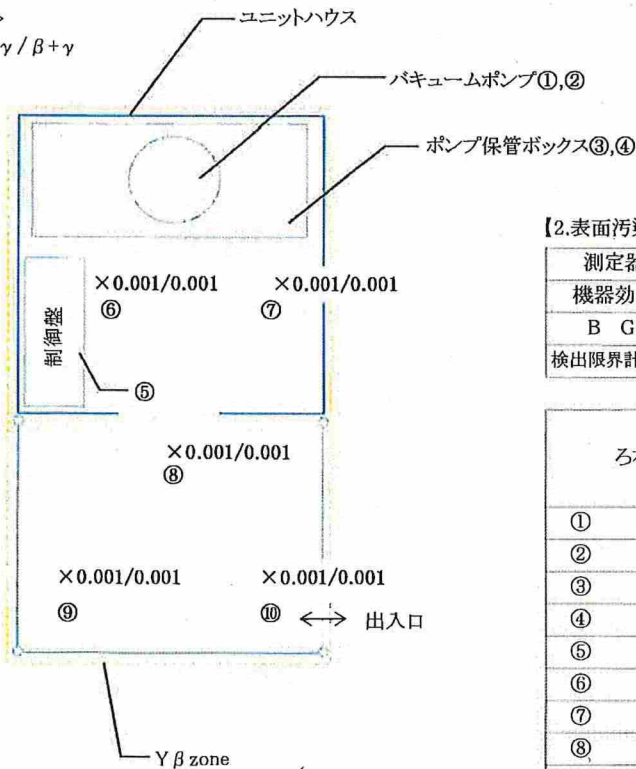 γ / β+γ
ユニットハウス
バキュームポンプ①,②
ポンプ保管ボックス③,④
×0.001/0.001
⑥
×0.001/0.001
⑦
制御盤
⑤
×0.001/0.001
⑧
×0.001/0.001
⑨
×0.001/0.001
⑩
出入口
Yβ zone
【2.表面汚
測定器
機器効
B G
検出限界計
ろ
①
②
③
④
⑤
⑥
⑦
⑧